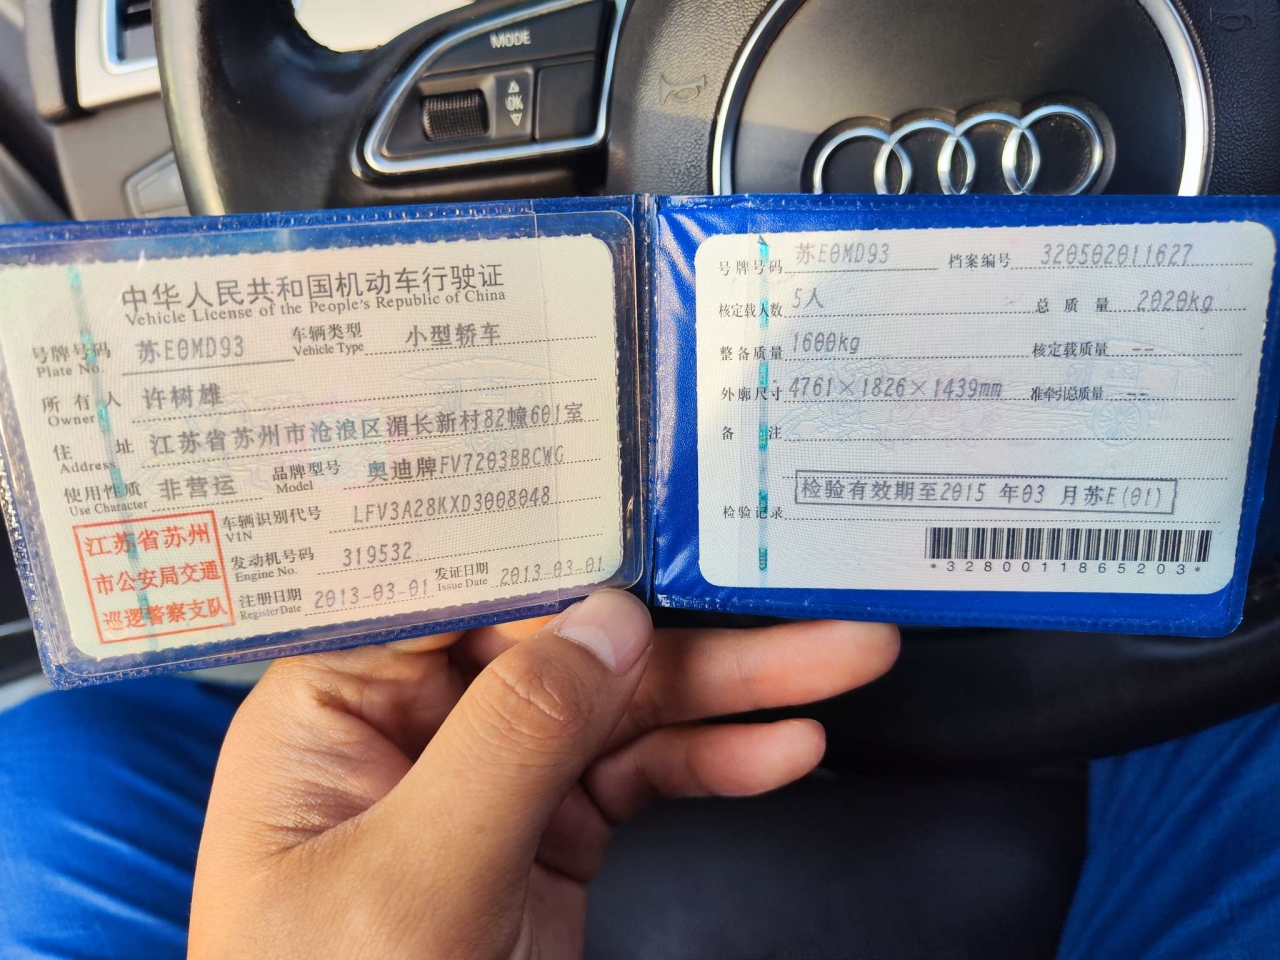 MODE
OK
中华人民共和国机动车行驶证
Vehicle License of the People's Republic of China
号牌号码 苏E0MD93 车辆类型 小型轿车
Plate No. Vehicle Type
所有人 许树雄
Owner
住址 江苏省苏州市沧浪区湄长新村82幢601室
Address
使用性质 非营运 品牌型号 奥迪牌FV7203BBCWG
Use Character Model
江苏省苏州
市公安局交通
巡逻警察支队
车辆识别代号 LFV3A28KXD3008048
VIN
发动机号码 319532
Engine No.
注册日期 2013-03-01 发证日期 2013-03-01
Register Date Issue Date
号牌号码 苏E0MD93 档案编号 320502011627
核定载人数 5人 总质量 2020kg
整备质量 1600kg 核定载质量 --
外廓尺寸 4761×1826×1439mm 准牵引总质量 --
备注
检验有效期至2015 年03 月苏E(01)
检验记录
*3280011865203*